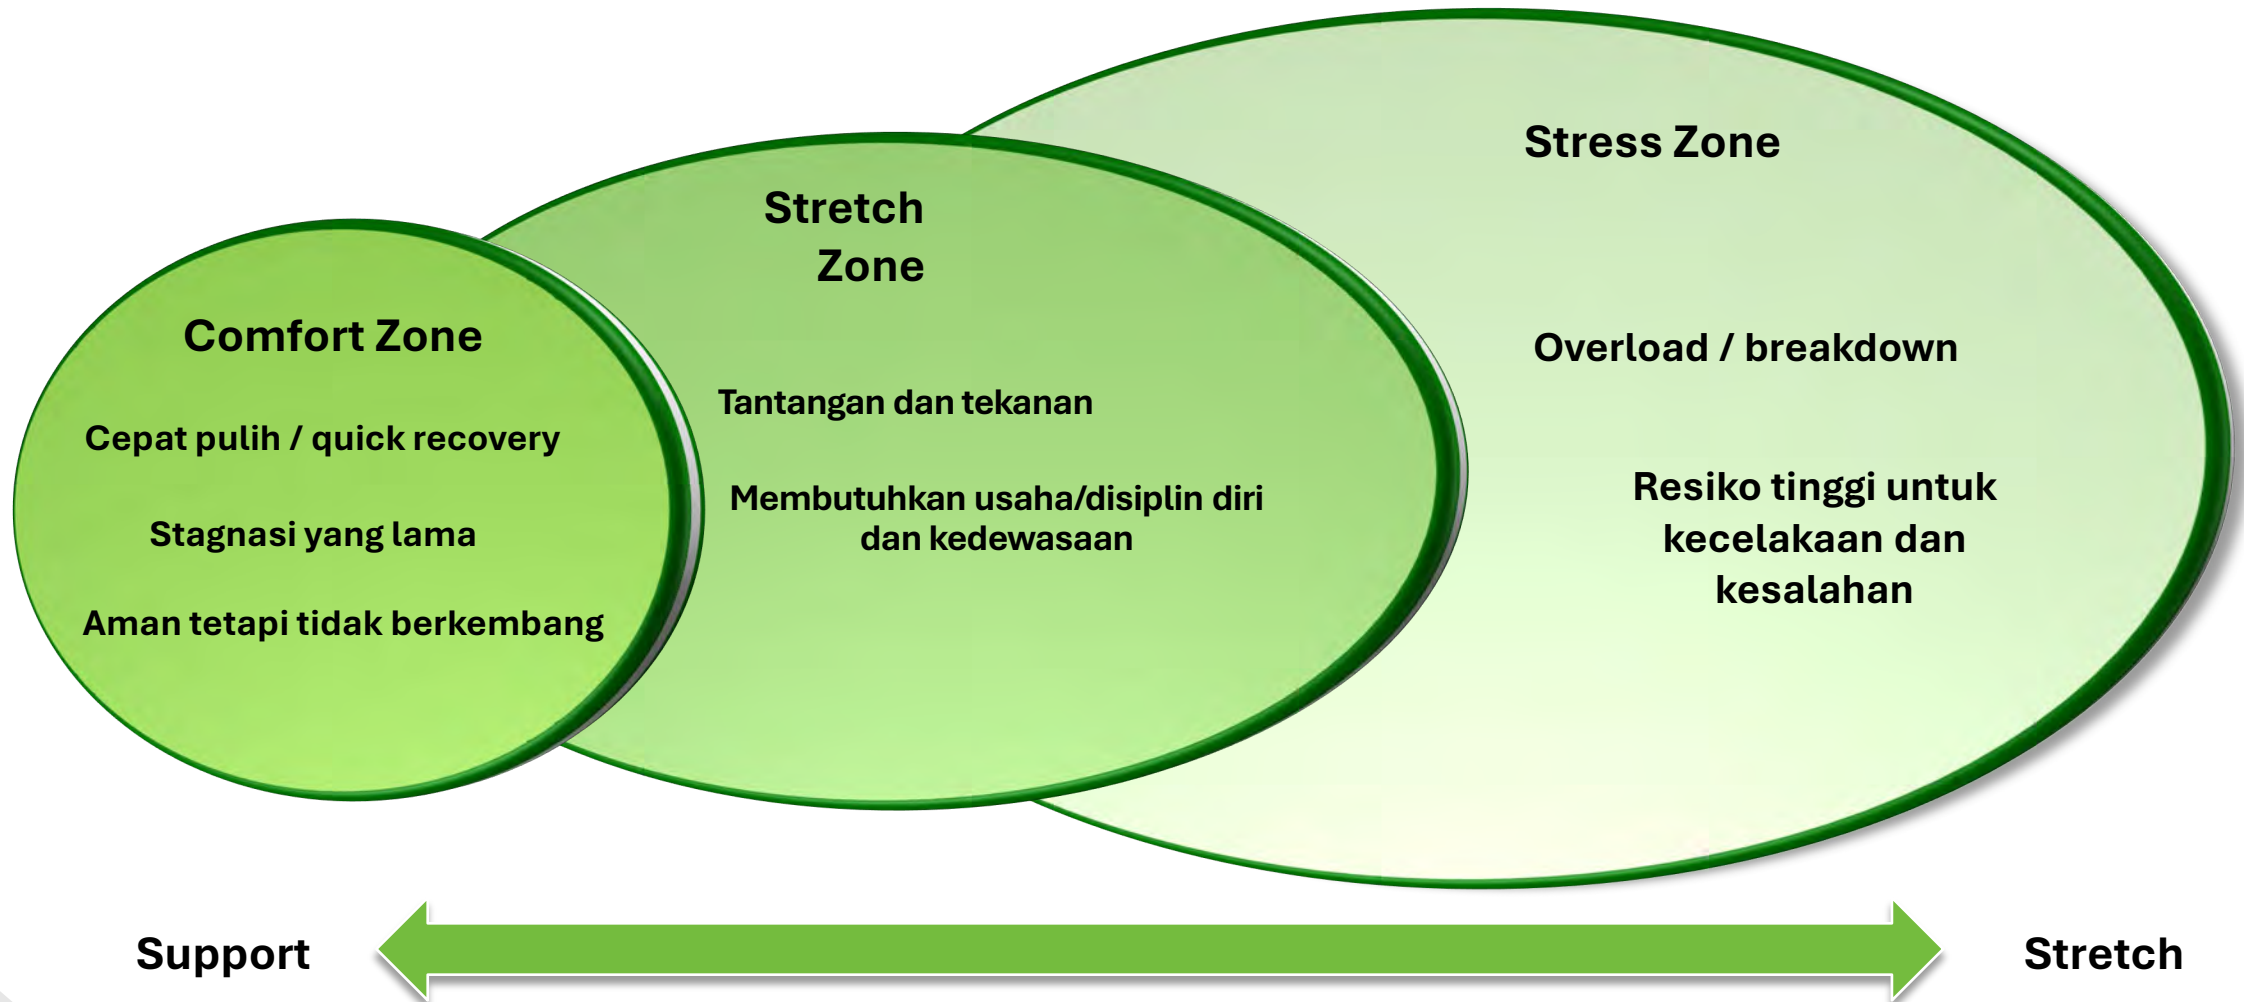 Comfort Zone
Cepat pulih / quick recovery
Stagnasi yang lama
Aman tetapi tidak berkembang
Stretch
Zone
Tantangan dan tekanan
Membutuhkan usaha/disiplin diri
dan kedewasaan
Stress Zone
Overload / breakdown
Resiko tinggi untuk
kecelakaan dan
kesalahan
Support
Stretch